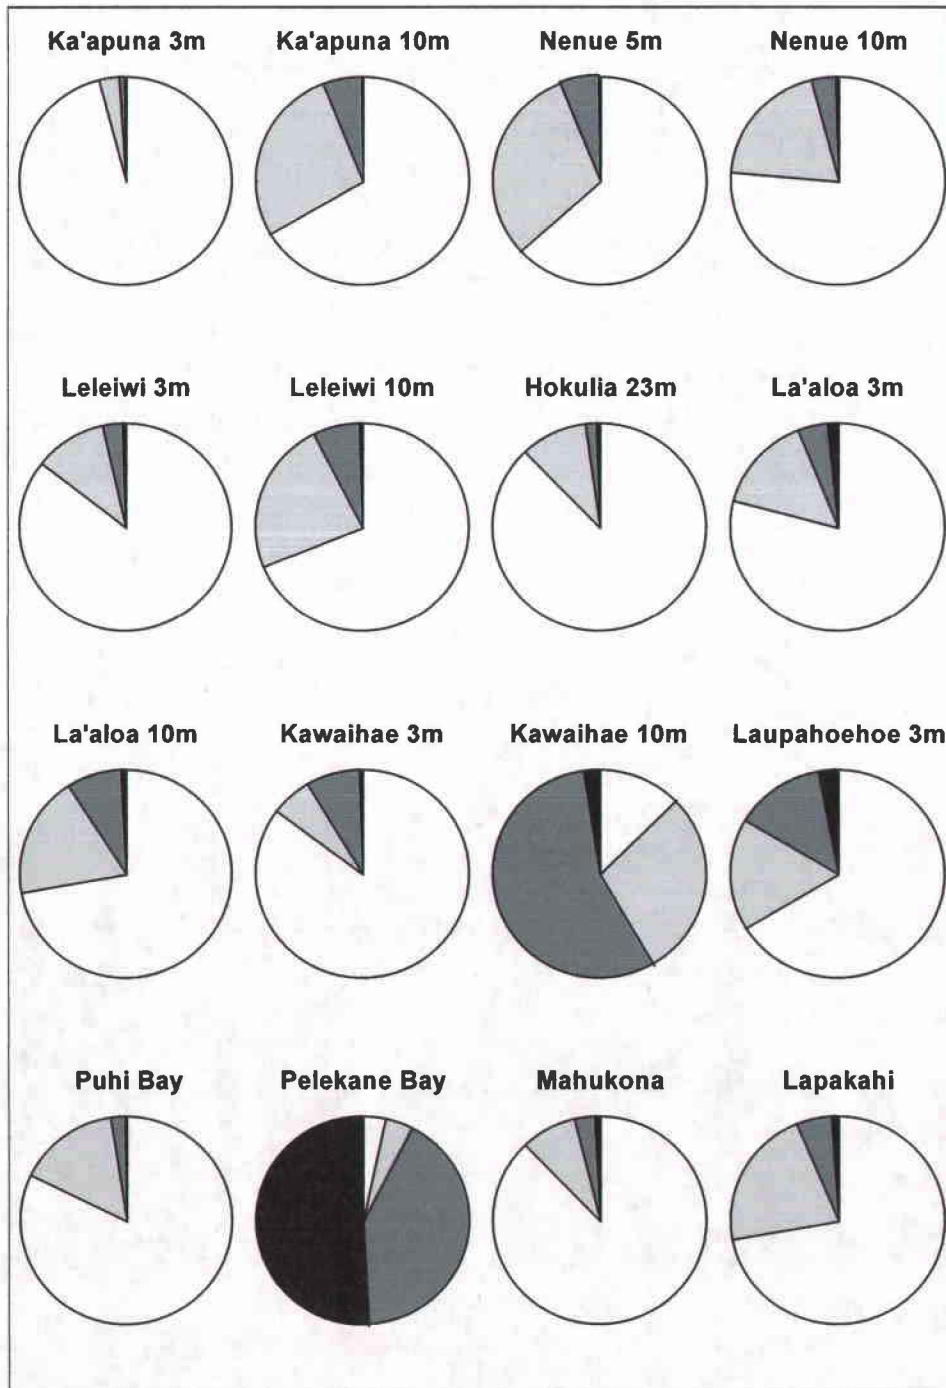 Ka'apuna 3m Ka'apuna 10m Nenue 5m Nenue 10m
Leleiwi 3m Leleiwi 10m Hokulia 23m La'aloa 3m
La'aloa 10m Kawaihae 3m Kawaihae 10m Laupahoehoe 3m
Puhi Bay Pelekane Bay Mahukona Lapakahi